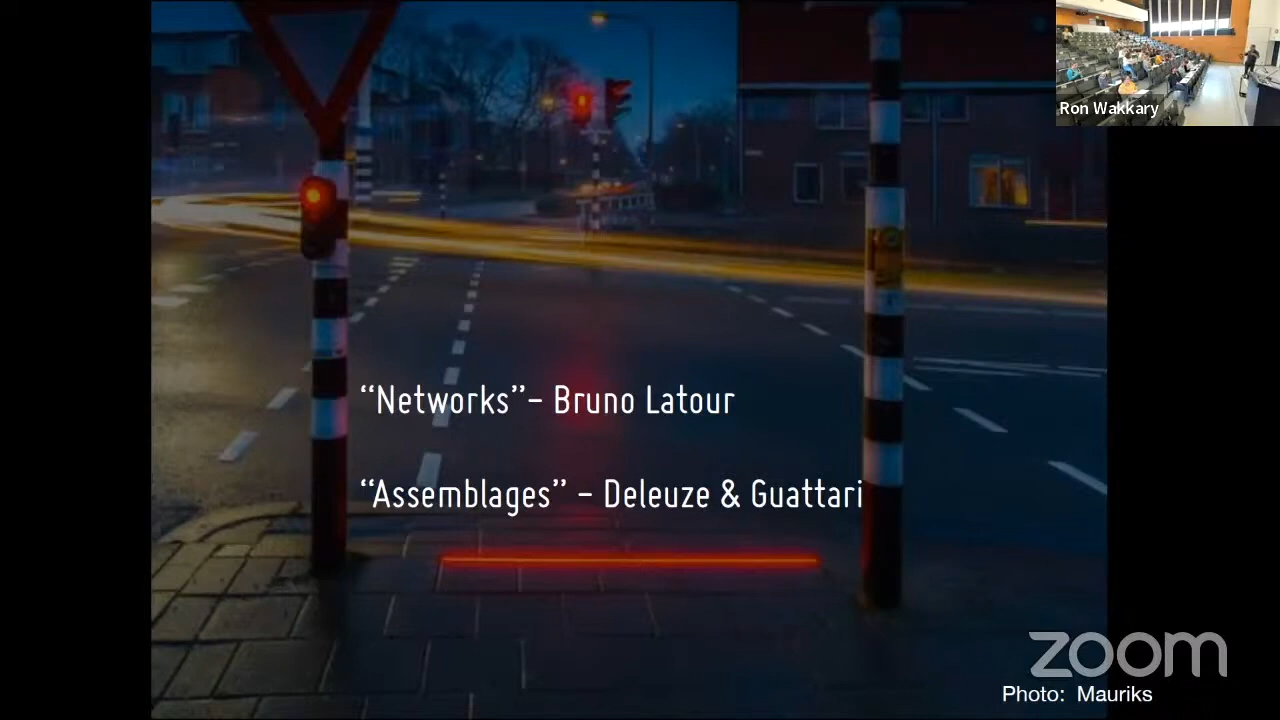 Ron Wakkary
“Networks”– Bruno Latour
“Assemblages” – Deleuze & Guattari
zoom
Photo: Mauriks